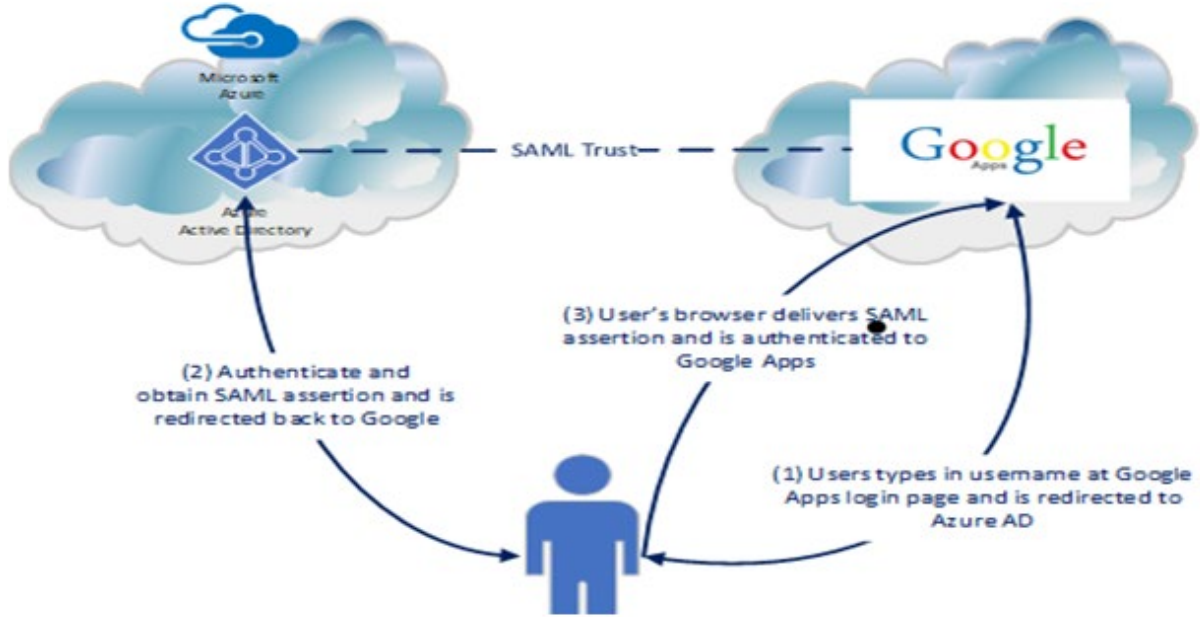 Microsoft
Azure
Azure
Active Directory
SAML Trust
Google
Apps
(3) User's browser delivers SAML
assertion and is authenticated to
Google Apps
(2) Authenticate and
obtain SAML assertion and is
redirected back to Google
(1) Users types in username at Google
Apps login page and is redirected to
Azure AD